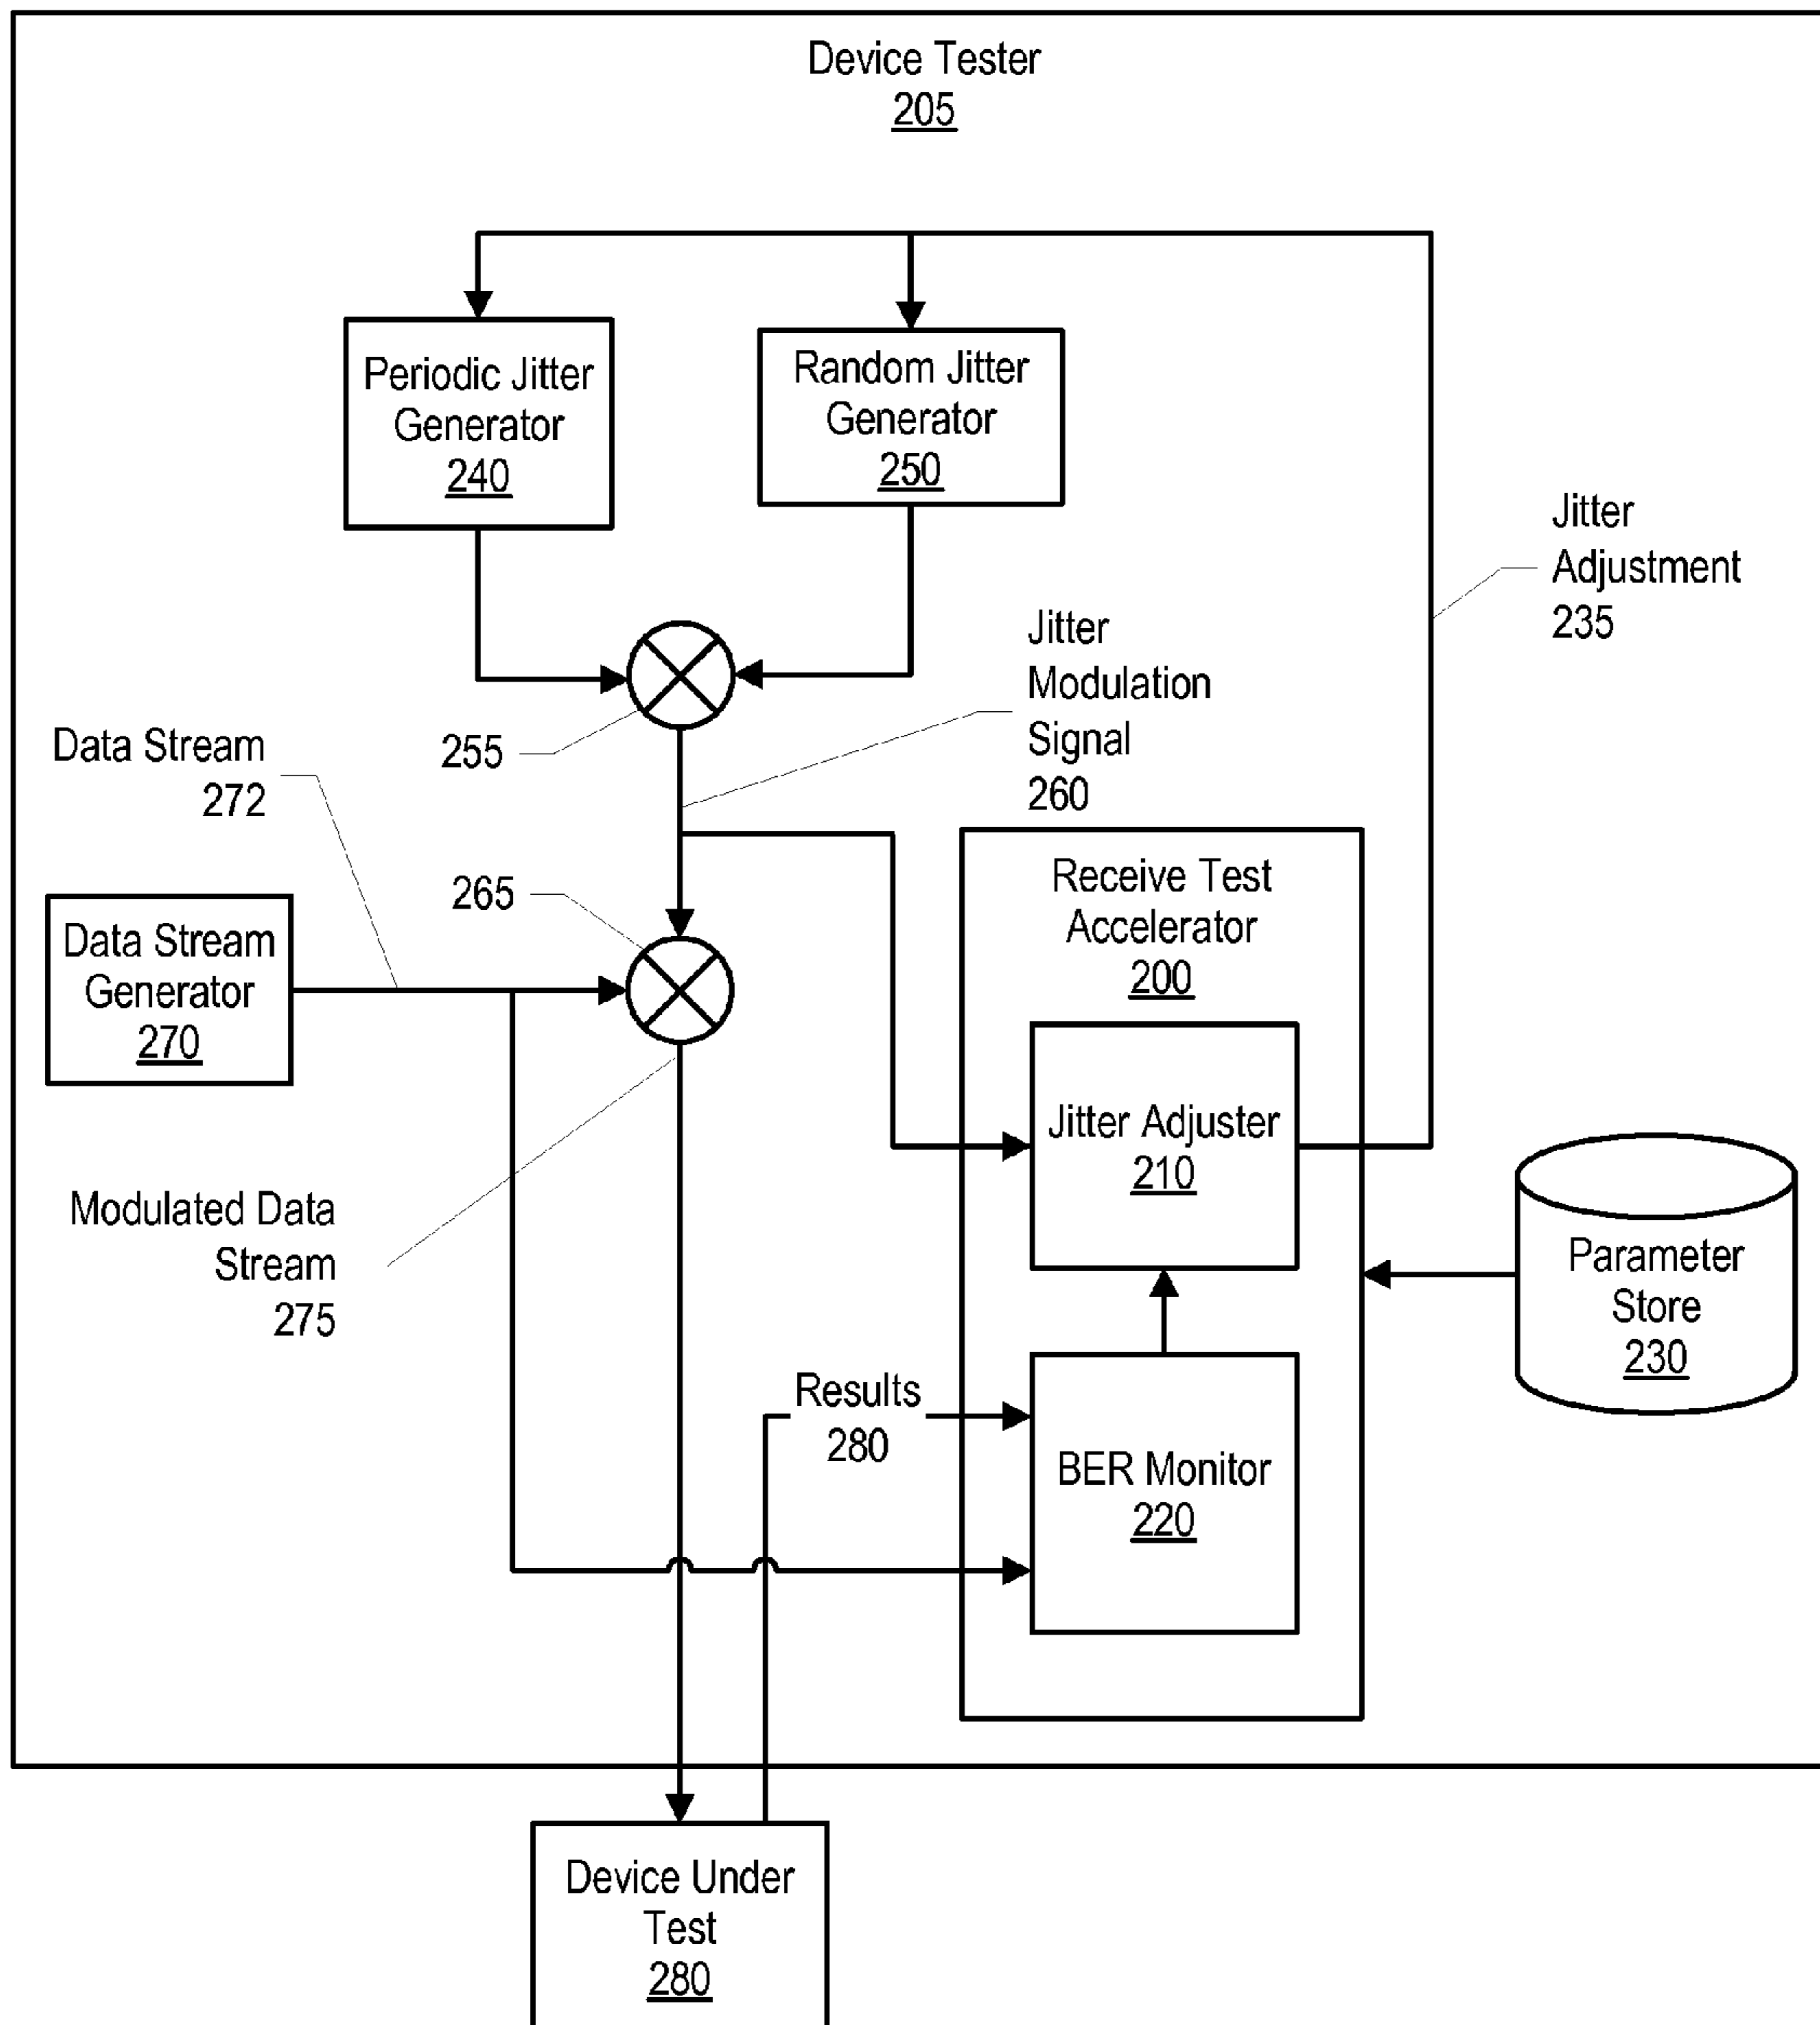 Device Tester
205
Periodic Jitter
Generator
240
Random Jitter
Generator
250
Jitter
Adjustment
235
255
Jitter
Modulation
Signal
260
Data Stream
272
265
Data Stream
Generator
270
Receive Test
Accelerator
200
Jitter Adjuster
210
Modulated Data
Stream
275
Parameter
Store
230
Results
280
BER Monitor
220
Device Under
Test
280